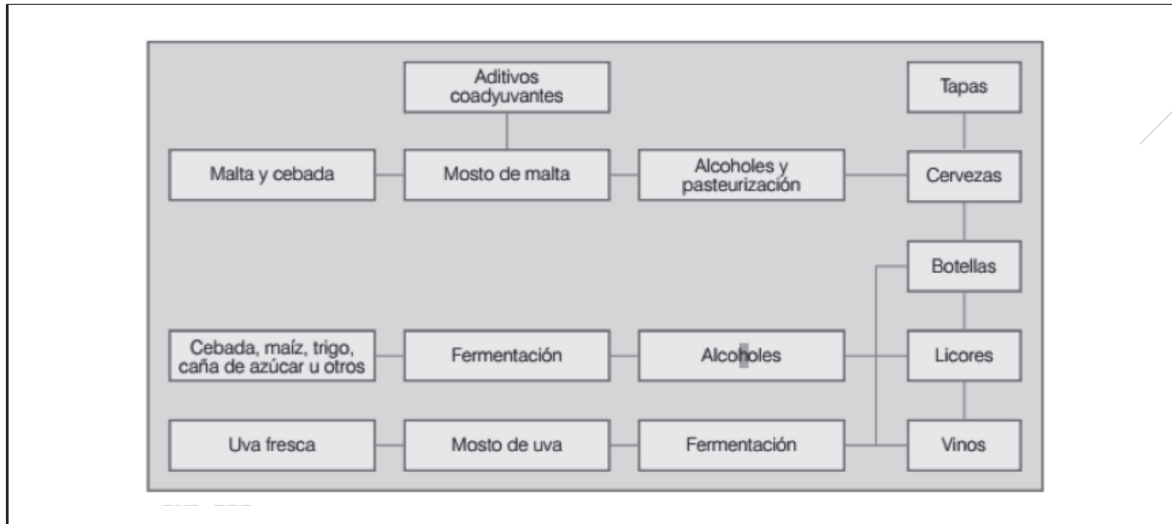 Aditivos
coadyuvantes
Tapas
Malta y cebada
Mosto de malta
Alcoholes y
pasteurización
Cervezas
Botellas
Cebada, maíz, trigo,
caña de azúcar u otros
Fermentación
Alcoholes
Licores
Uva fresca
Mosto de uva
Fermentación
Vinos